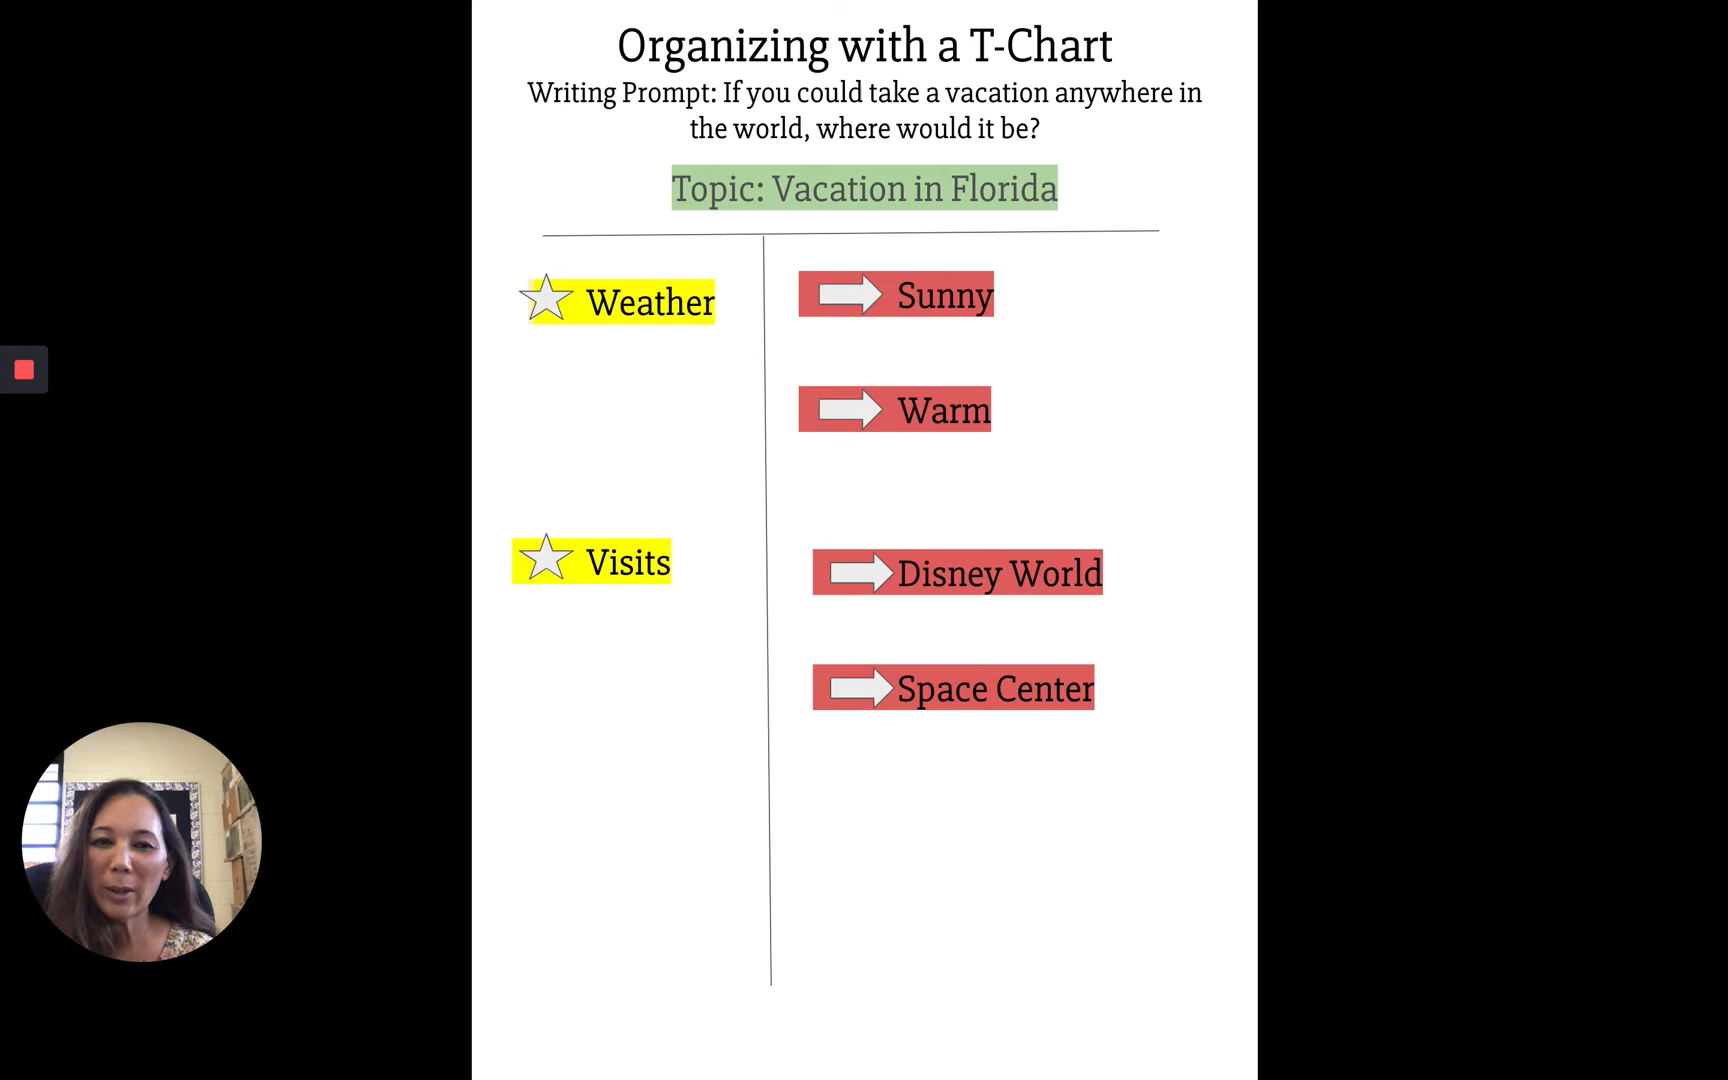 Organizing with a T-Chart
Writing Prompt: If you could take a vacation anywhere in
the world, where would it be?
Topic: Vacation in Florida
Weather
Sunny
Warm
Visits
Disney World
Space Center